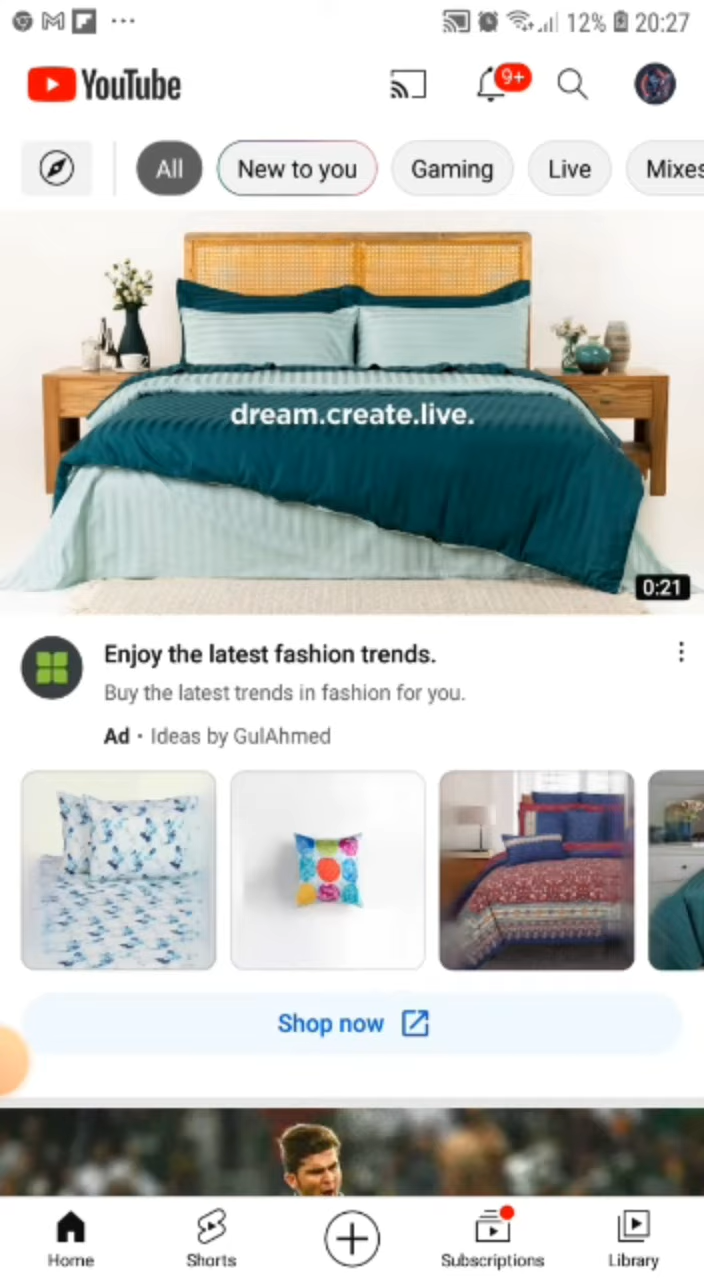 12% 20:27
YouTube 9+
All New to you Gaming Live Mixes
dream.create.live.
0:21
Enjoy the latest fashion trends.
Buy the latest trends in fashion for you.
Ad • Ideas by GulAhmed
Shop now
Home Shorts Subscriptions Library